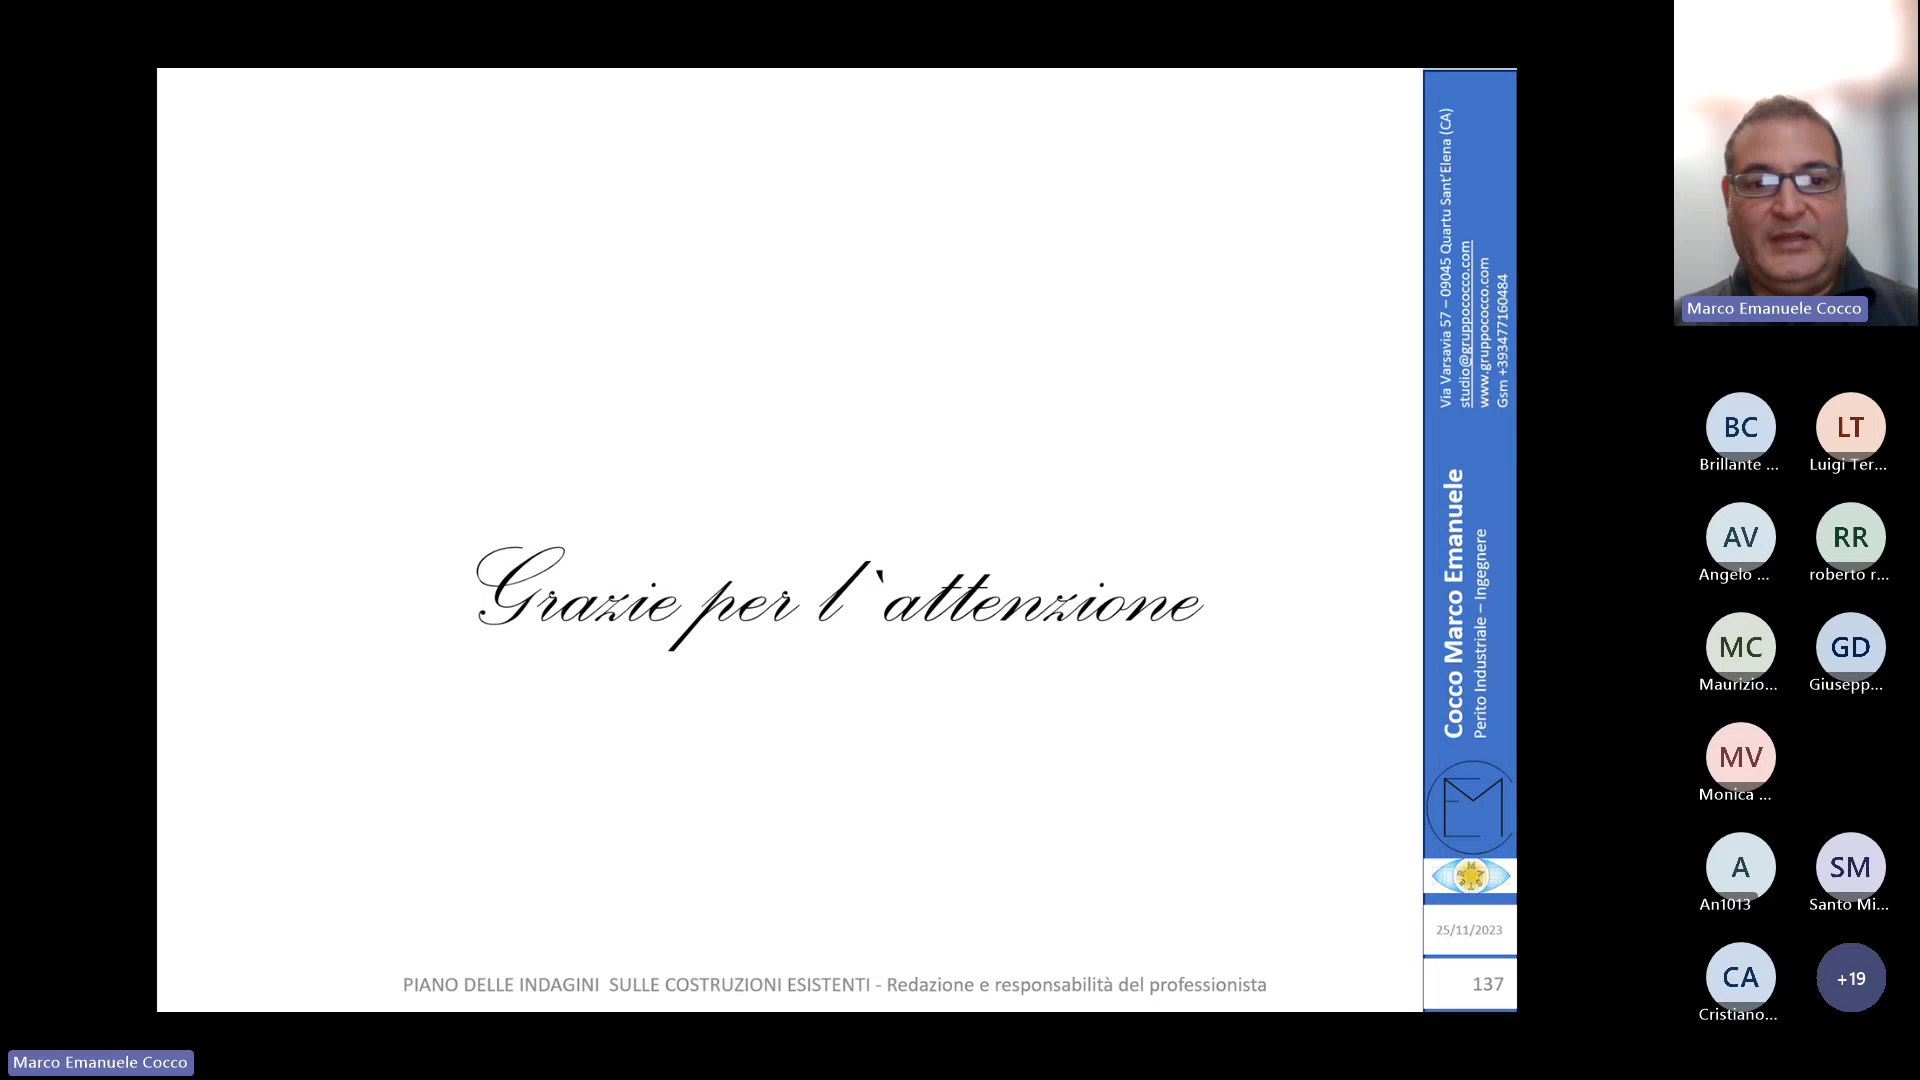 Grazie per l`attenzione
Via Varsavia 57 – 09045 Quartu Sant'Elena (CA)
studio@gruppococco.com
www.gruppococco.com
Gsm +393477160484
Cocco Marco Emanuele
Perito Industriale – Ingegnere
25/11/2023
PIANO DELLE INDAGINI SULLE COSTRUZIONI ESISTENTI - Redazione e responsabilità del professionista
137
Marco Emanuele Cocco
BC
Brillante ...
LT
Luigi Ter...
AV
Angelo ...
RR
roberto r...
MC
Maurizio...
GD
Giusepp...
MV
Monica ...
A
An1013
SM
Santo Mi...
CA
Cristiano...
+19
Marco Emanuele Cocco